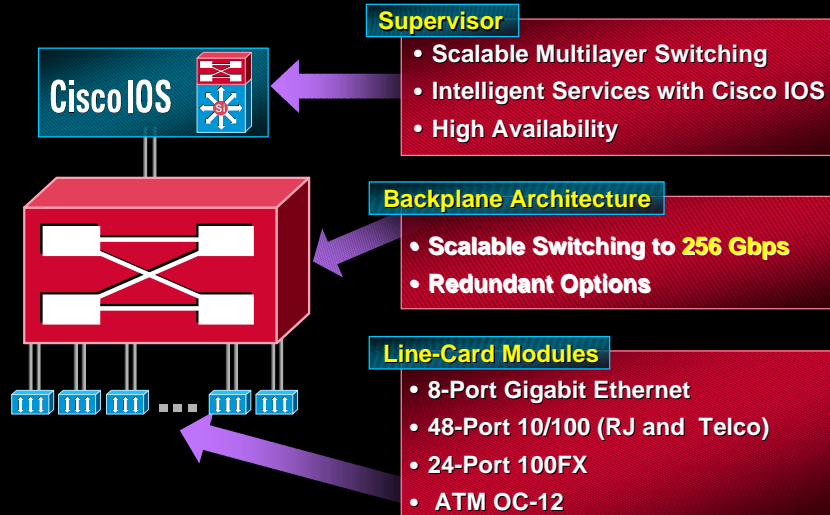 Supervisor
• Scalable Multilayer Switching
• Intelligent Services with Cisco IOS
• High Availability
Cisco IOS
Si
Backplane Architecture
• Scalable Switching to 256 Gbps
• Redundant Options
Line-Card Modules
• 8-Port Gigabit Ethernet
• 48-Port 10/100 (RJ and Telco)
• 24-Port 100FX
• ATM OC-12